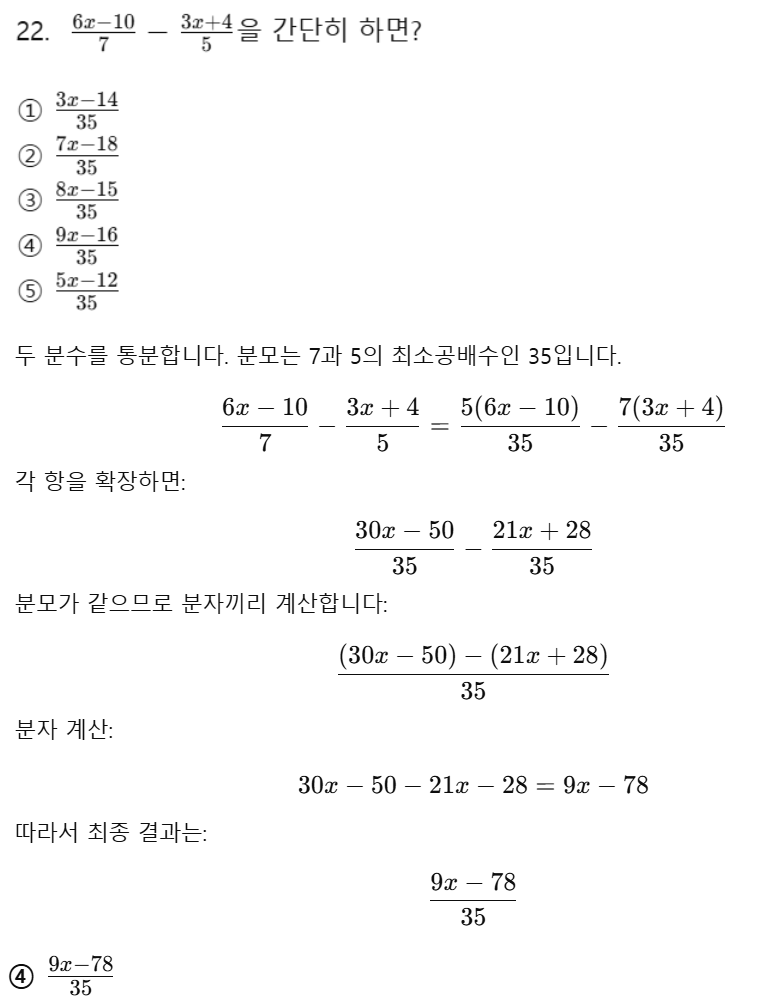 22. \frac{6x-10}{7} - \frac{3x+4}{5}을 간단히 하면?
① \frac{3x-14}{35}
② \frac{7x-18}{35}
③ \frac{8x-15}{35}
④ \frac{9x-16}{35}
⑤ \frac{5x-12}{35}
두 분수를 통분합니다. 분모는 7과 5의 최소공배수인 35입니다.
\frac{6x-10}{7} - \frac{3x+4}{5} = \frac{5(6x-10)}{35} - \frac{7(3x+4)}{35}
각 항을 확장하면:
\frac{30x-50}{35} - \frac{21x+28}{35}
분모가 같으므로 분자끼리 계산합니다:
\frac{(30x-50)-(21x+28)}{35}
분자 계산:
30x - 50 - 21x - 28 = 9x - 78
따라서 최종 결과는:
\frac{9x-78}{35}
④ \frac{9x-78}{35}